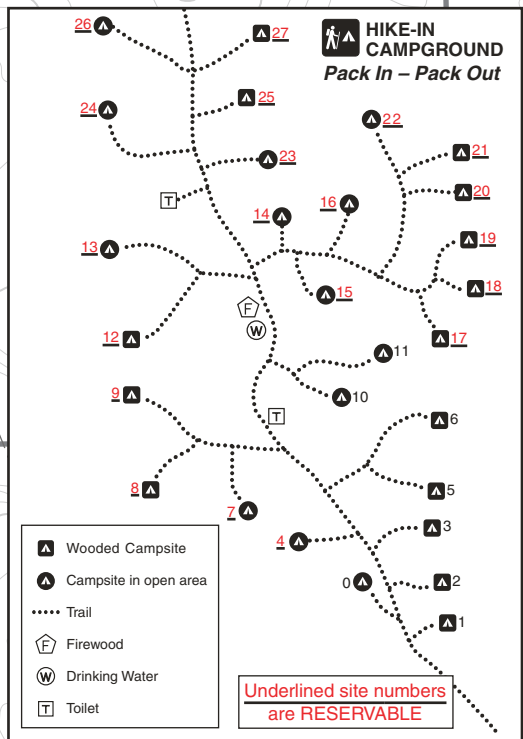 HIKE-IN
CAMPGROUND
Pack In – Pack Out
26
27
25
24
22
21
23
T
20
16
14
19
13
18
15
F
12
W
17
11
9
10
T
6
8
5
7
3
4
0
2
1
Wooded Campsite
Campsite in open area
Trail
F Firewood
W Drinking Water
T Toilet
Underlined site numbers
are RESERVABLE